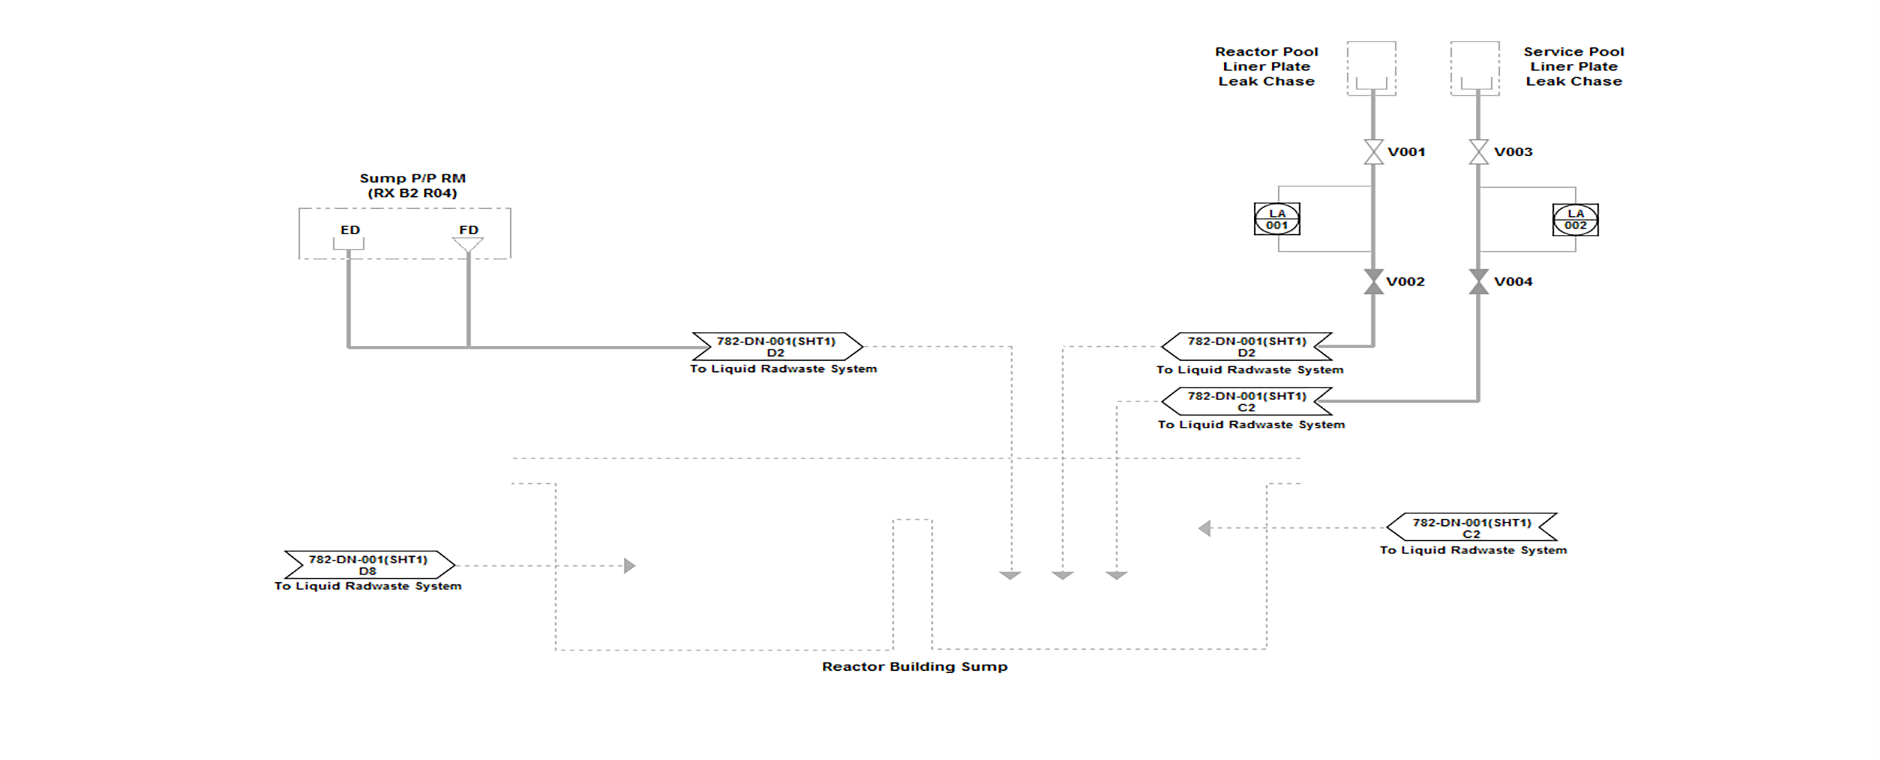 Reactor Pool
Liner Plate
Leak Chase
Service Pool
Liner Plate
Leak Chase
V001
V003
Sump P/P RM
(RX B2 R04)
ED
FD
LA
001
LA
002
V002
V004
782-DN-001(SHT1)
D2
To Liquid Radwaste System
782-DN-001(SHT1)
D2
To Liquid Radwaste System
782-DN-001(SHT1)
C2
To Liquid Radwaste System
782-DN-001(SHT1)
C2
To Liquid Radwaste System
782-DN-001(SHT1)
D8
To Liquid Radwaste System
Reactor Building Sump